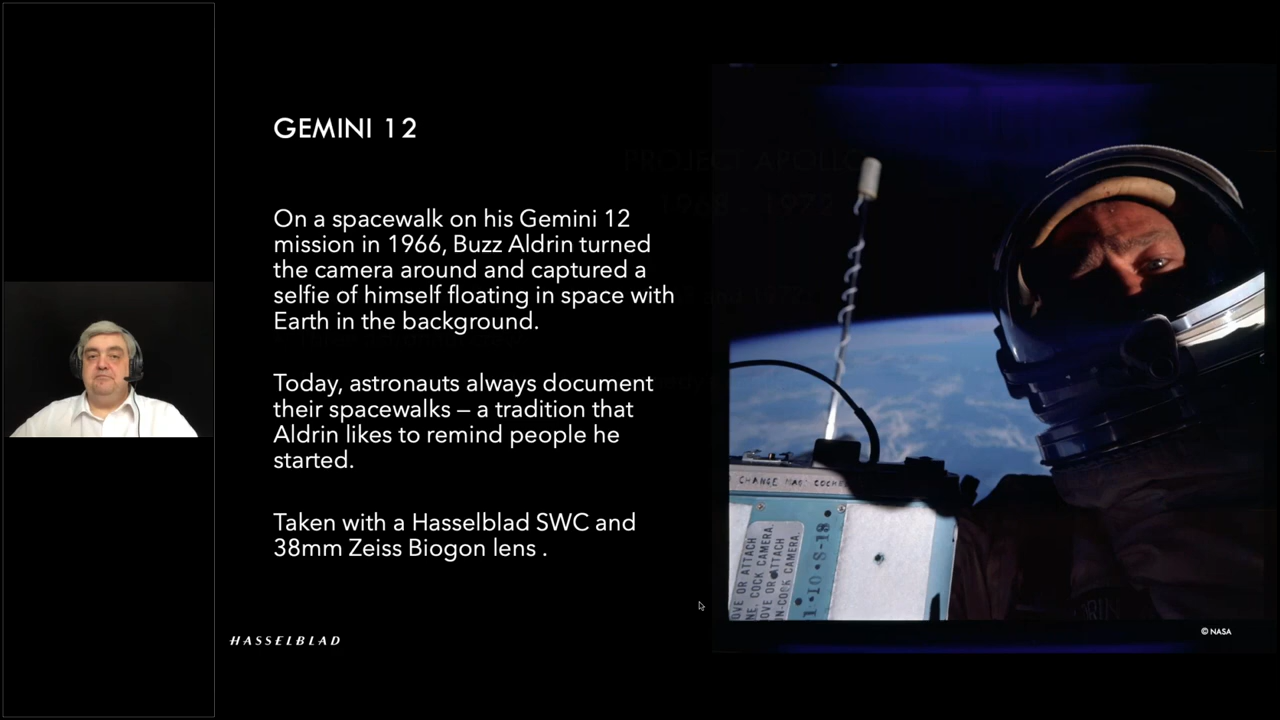 GEMINI 12
On a spacewalk on his Gemini 12
mission in 1966, Buzz Aldrin turned
the camera around and captured a
selfie of himself floating in space with
Earth in the background.
Today, astronauts always document
their spacewalks – a tradition that
Aldrin likes to remind people he
started.
Taken with a Hasselblad SWC and
38mm Zeiss Biogon lens .
HASSELBLAD
PROJECT APOLLO
CHANGE MAG
OVE OR ATTACH
NE. COCK CAMERA.
OVE OR ATTACH
UN-COCK CAMERA.
© NASA